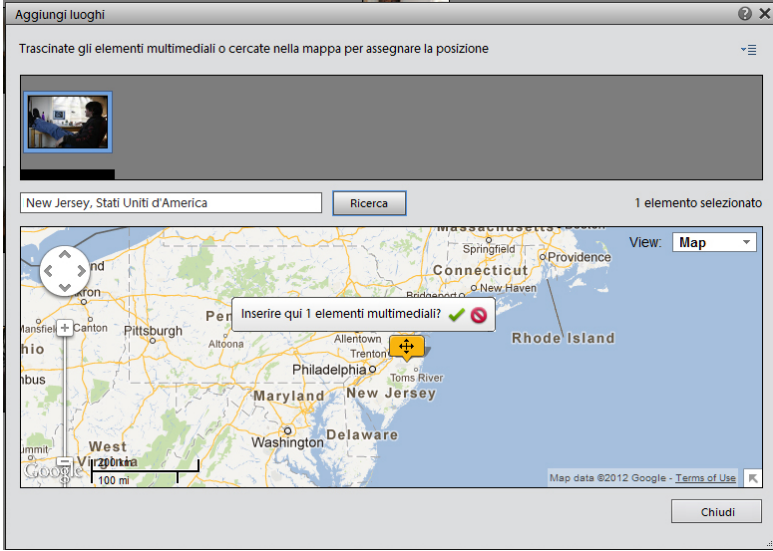 Aggiungi luoghi
Trascinate gli elementi multimediali o cercate nella mappa per assegnare la posizione
New Jersey, Stati Uniti d'America
Ricerca
1 elemento selezionato
View: Map
Massachusetts
Springfield
Providence
Connecticut
New Haven
Bridgeport
Inserire qui 1 elementi multimediali?
Canton
Pittsburgh
Altoona
Allentown
Trenton
Rhode Island
Philadelphia
Toms River
Maryland
New Jersey
Washington
Delaware
West
Virginia
200 km
100 mi
Google
Map data ©2012 Google - Terms of Use
Chiudi